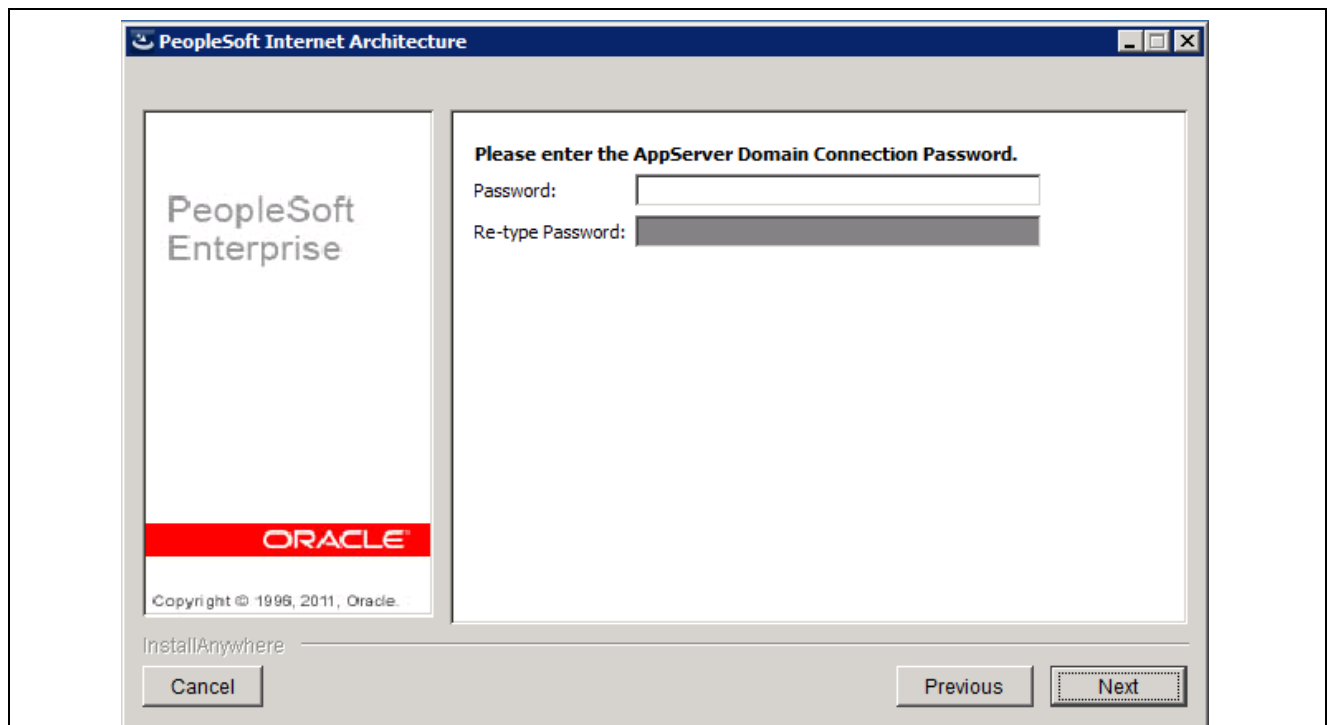 PeopleSoft Internet Architecture
Please enter the AppServer Domain Connection Password.
Password:
Re-type Password:
PeopleSoft
Enterprise
ORACLE
Copyright © 1996, 2011, Oracle.
InstallAnywhere
Cancel
Previous
Next